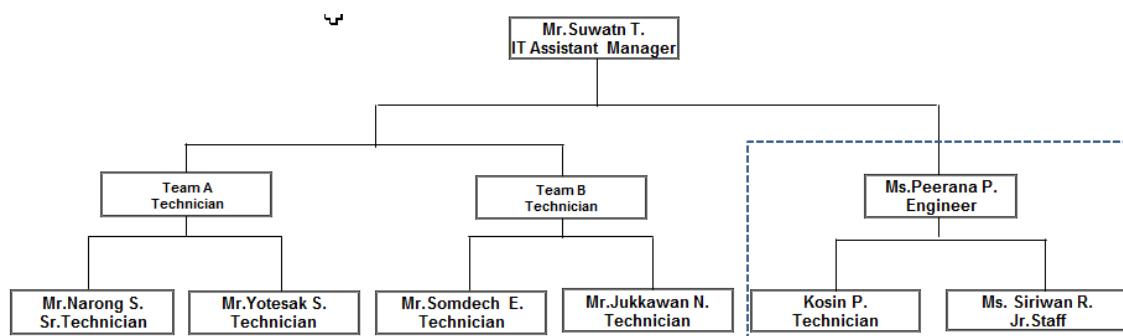 Mr.Suwatn T.
IT Assistant  Manager
Team A
Technician
Team B
Technician
Ms.Peerana P.
Engineer
Mr.Narong S.
Sr.Technician
Mr.Yotesak S.
Technician
Mr.Somdech  E.
Technician
Mr.Jukkawan N.
Technician
Kosin P.
Technician
Ms. Siriwan R.
Jr.Staff